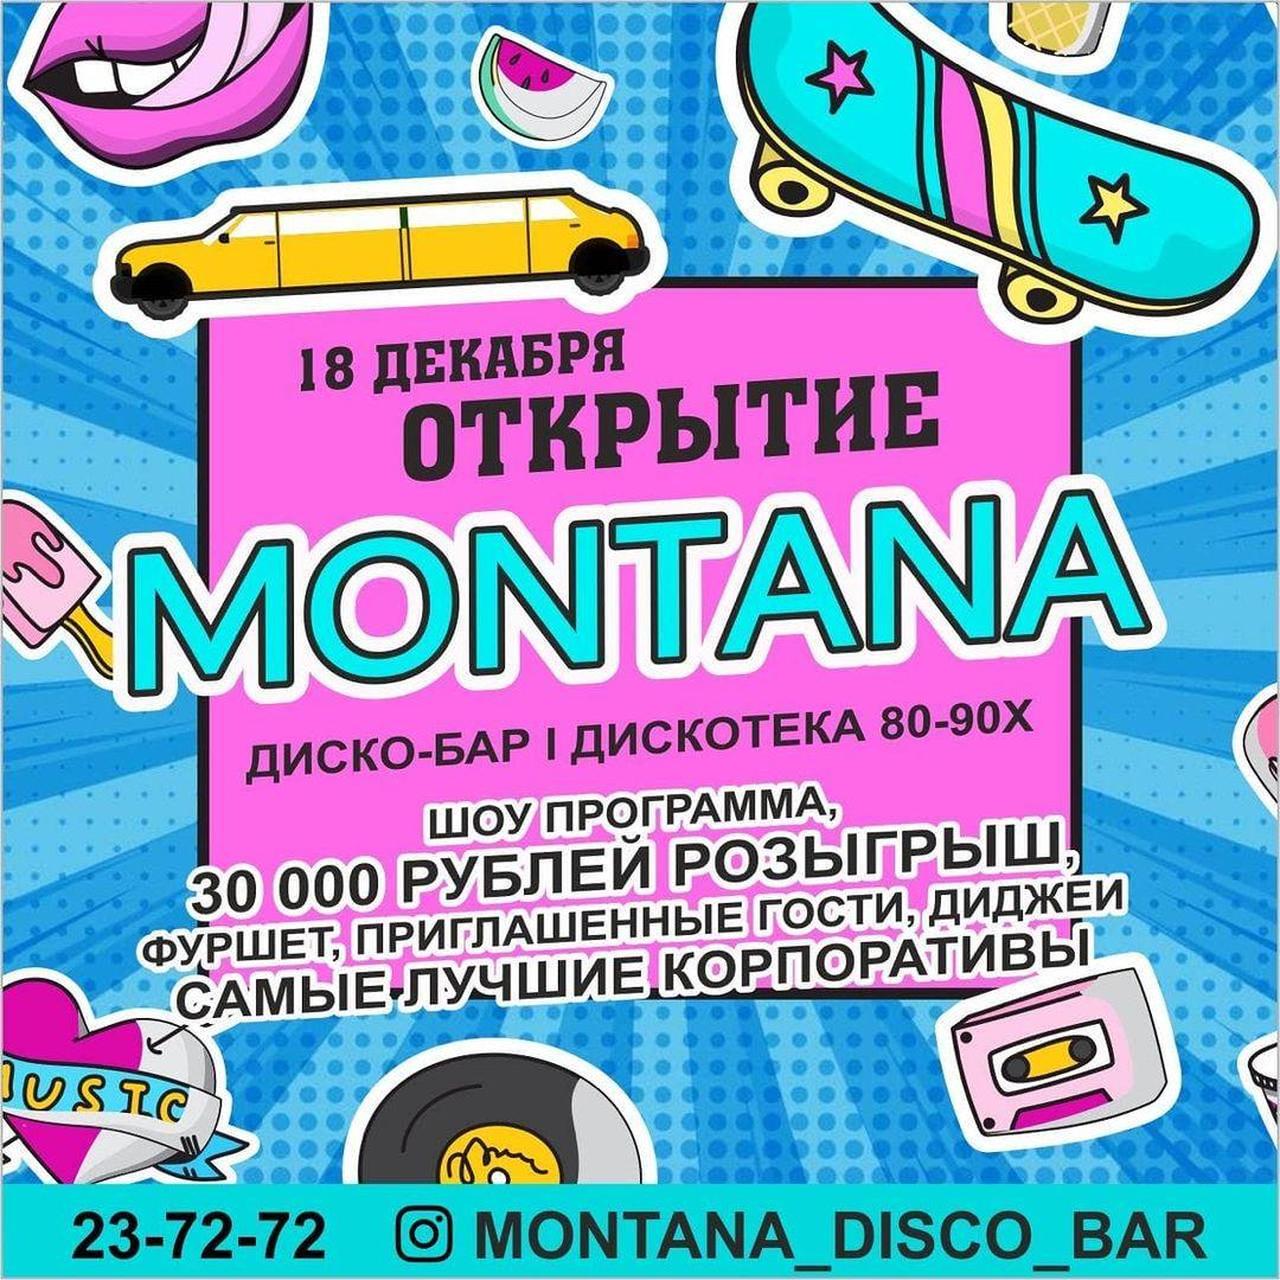 18 ДЕКАБРЯ
ОТКРЫТИЕ
MONTANA
ДИСКО-БАР | ДИСКОТЕКА 80-90Х
ШОУ ПРОГРАММА,
30 000 РУБЛЕЙ РОЗЫГРЫШ,
ФУРШЕТ, ПРИГЛАШЕННЫЕ ГОСТИ, ДИДЖЕИ
САМЫЕ ЛУЧШИЕ КОРПОРАТИВЫ
MUSIC
23-72-72 MONTANA_DISCO_BAR